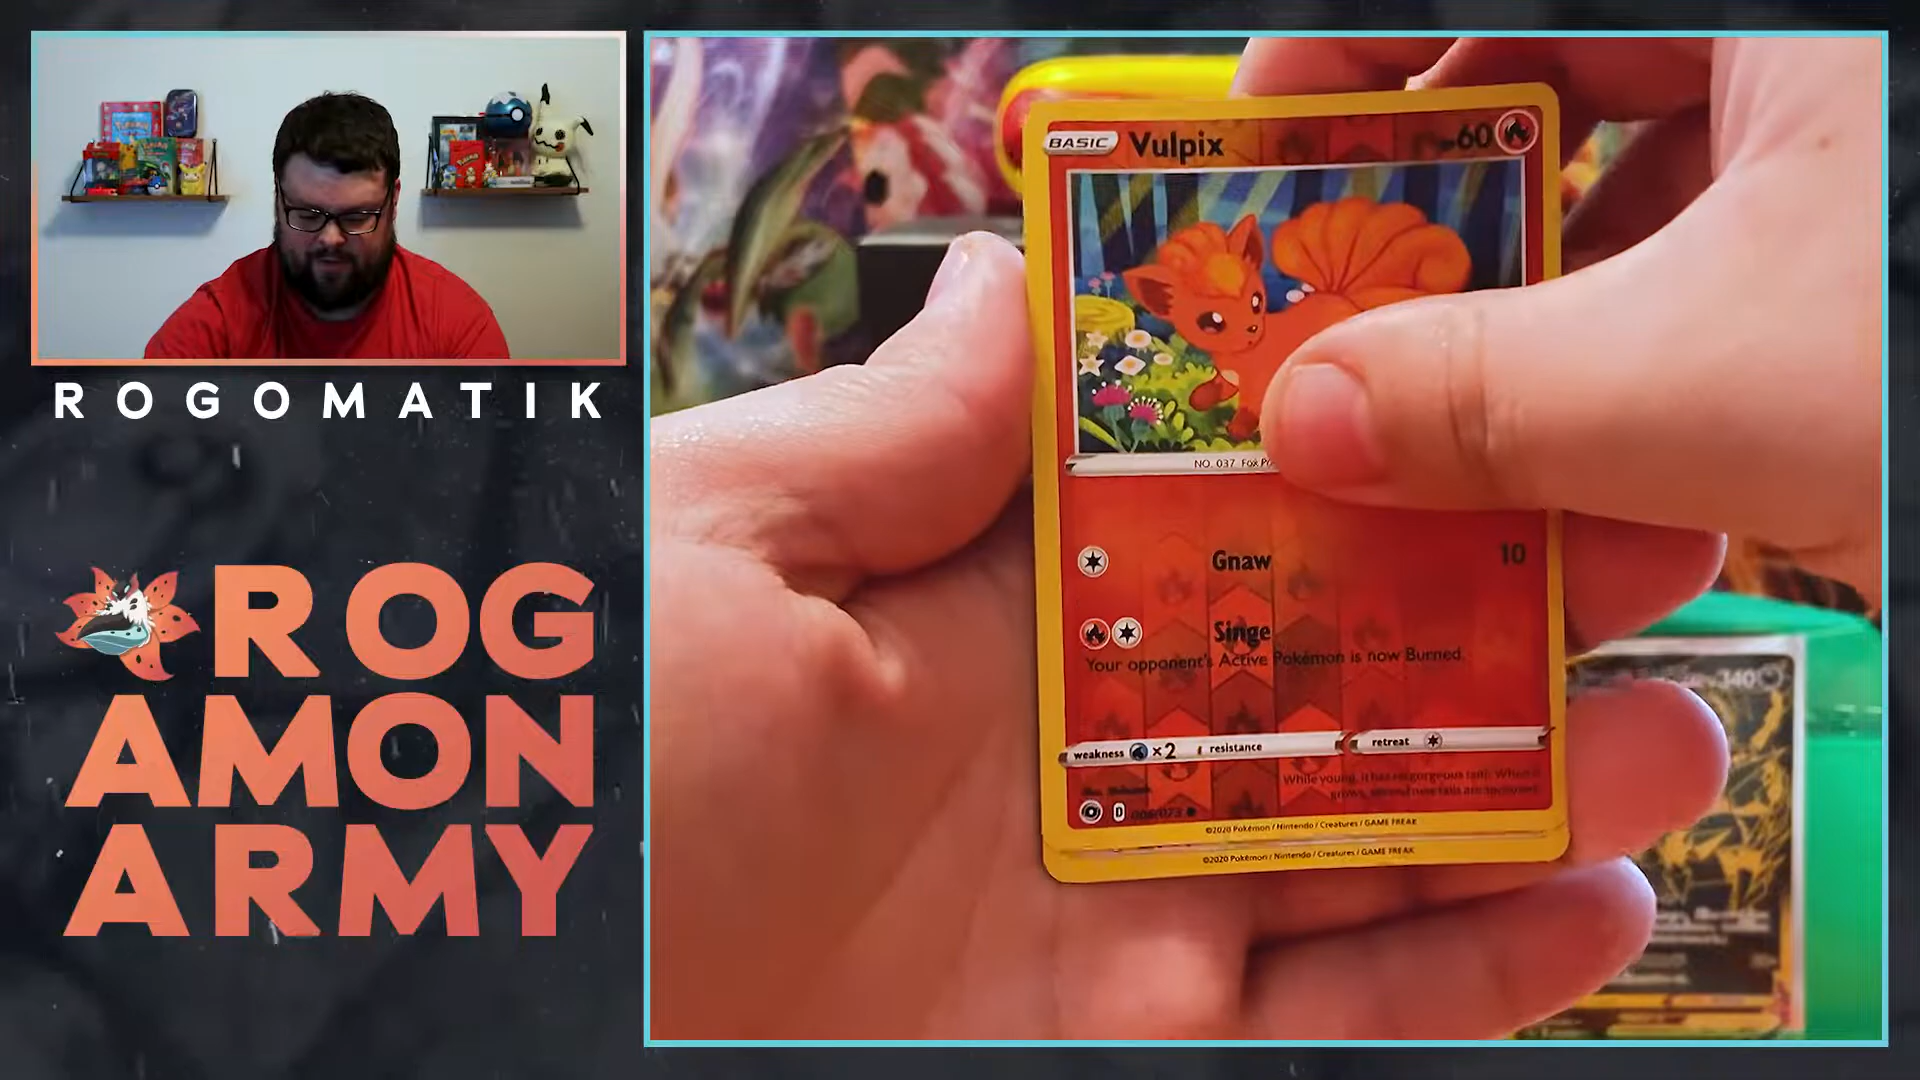 ROGOMATIK
ROG
AMON
ARMY
BASIC Vulpix 60
NO. 037 Fox
Gnaw 10
Singe
Your opponent's Active Pokémon is now Burned.
weakness ×2 resistance retreat
D
©2020 Pokémon / Nintendo / Creatures / GAME FREAK
©2020 Pokémon / Nintendo / Creatures / GAME FREAK
340